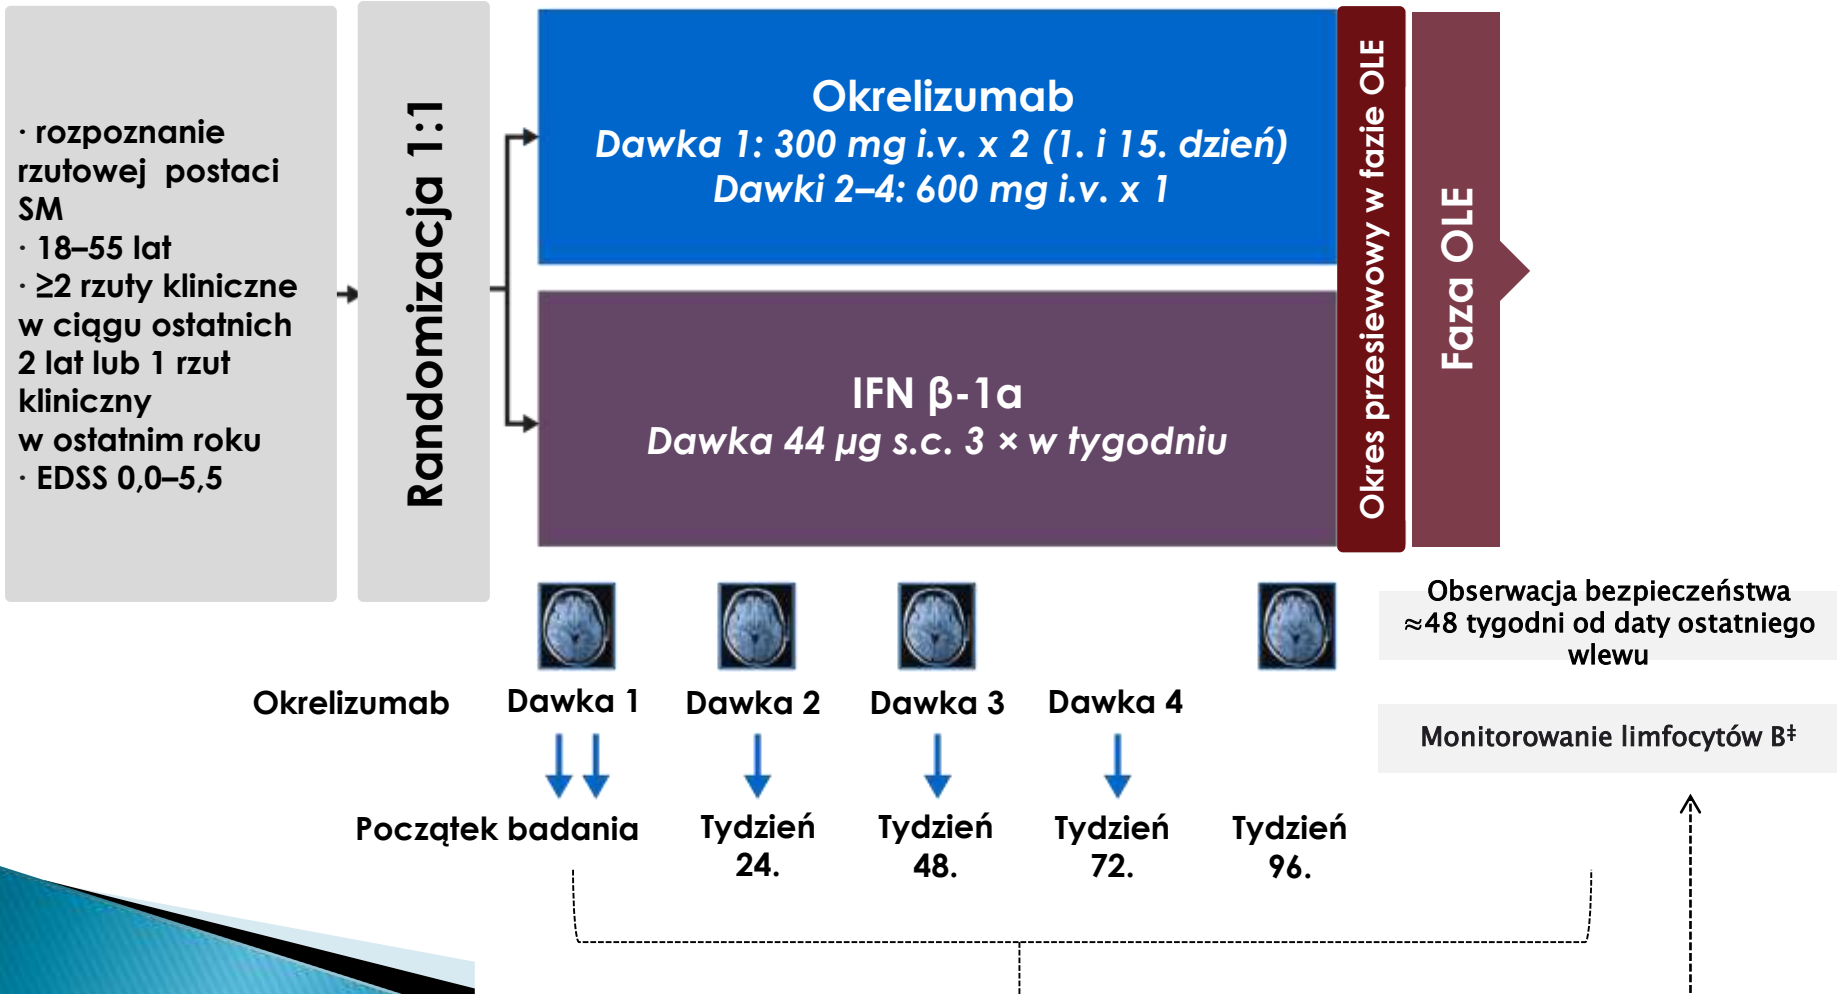 · rozpoznanie
rzutowej postaci
SM
· 18–55 lat
· ≥2 rzuty kliniczne
w ciągu ostatnich
2 lat lub 1 rzut
kliniczny
w ostatnim roku
· EDSS 0,0–5,5
Randomizacja 1:1
Okrelizumab
Dawka 1: 300 mg i.v. x 2 (1. i 15. dzień)
Dawki 2–4: 600 mg i.v. x 1
IFN β-1a
Dawka 44 µg s.c. 3 × w tygodniu
Okres przesiewowy w fazie OLE
Faza OLE
Obserwacja bezpieczeństwa
≈48 tygodni od daty ostatniego
wlewu
Monitorowanie limfocytów B‡
Okrelizumab
Dawka 1
Dawka 2
Dawka 3
Dawka 4
Początek badania
Tydzień
24.
Tydzień
48.
Tydzień
72.
Tydzień
96.